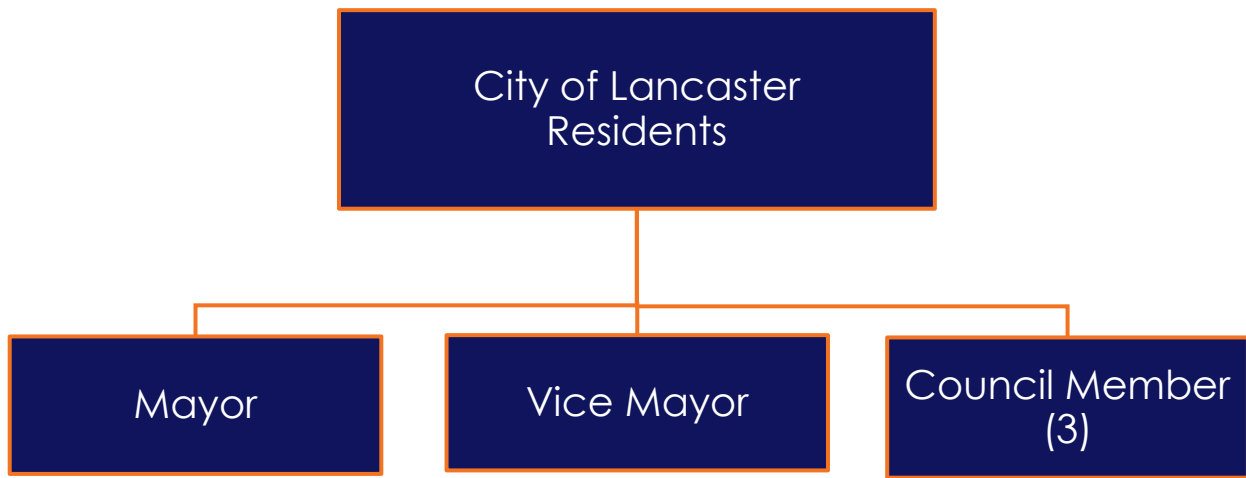 City of Lancaster
Residents
Mayor
Vice Mayor
Council Member
(3)